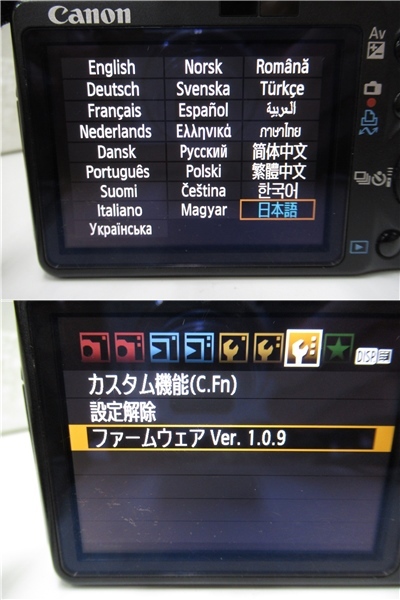 Canon
Av
English Norsk Română
Deutsch Svenska Türkçe
Français Español العربية
Nederlands Ελληνικά ภาษาไทย
Dansk Русский 简体中文
Português Polski 繁體中文
Suomi Čeština 한국어
Italiano Magyar 日本語
Українська
DISP.
カスタム機能(C.Fn)
設定解除
ファームウェア Ver. 1.0.9